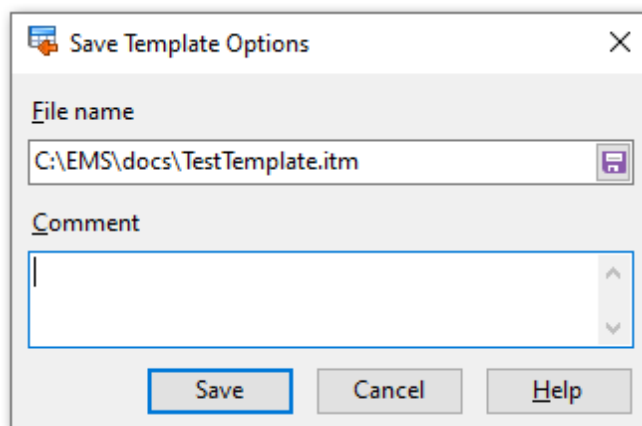 Save Template Options
File name
C:\EMS\docs\TestTemplate.itm
Comment
Save Cancel Help